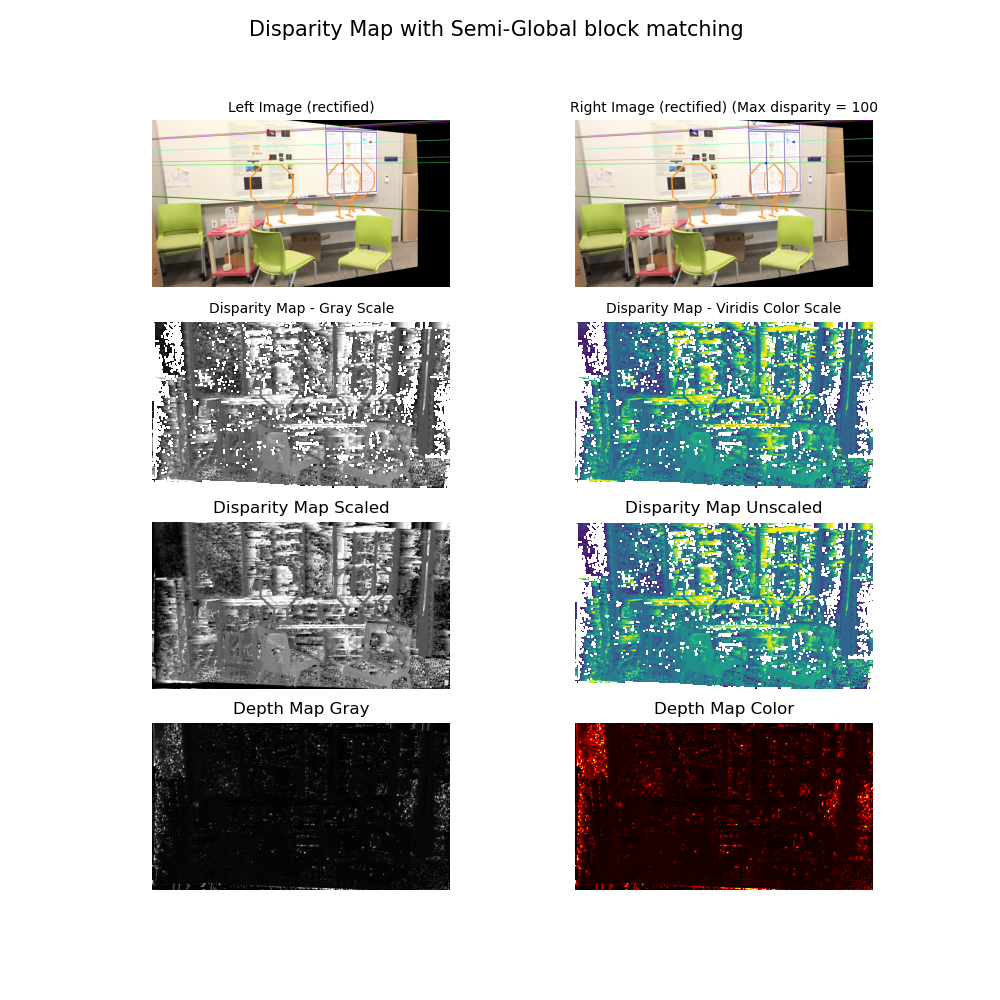 Disparity Map with Semi-Global block matching
Left Image (rectified)
Right Image (rectified) (Max disparity = 100
Disparity Map - Gray Scale
Disparity Map - Viridis Color Scale
Disparity Map Scaled
Disparity Map Unscaled
Depth Map Gray
Depth Map Color